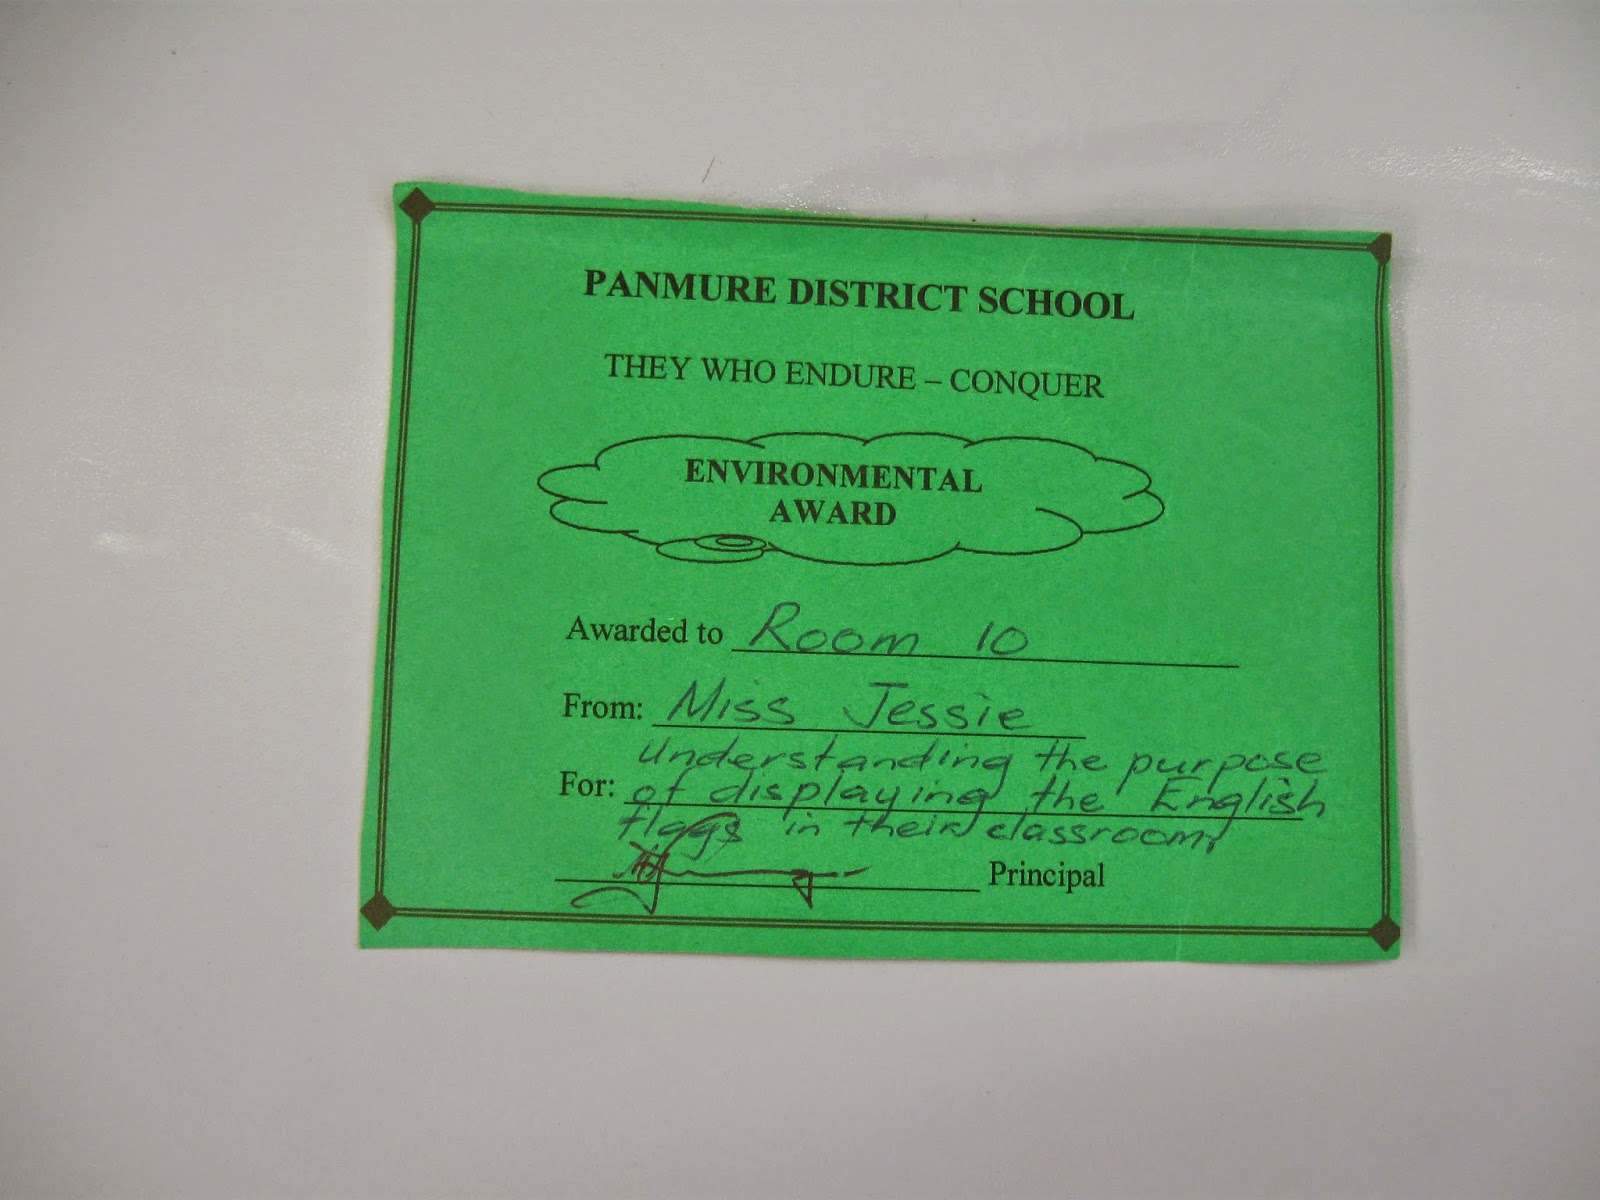 PANMURE DISTRICT SCHOOL
THEY WHO ENDURE – CONQUER
ENVIRONMENTAL
AWARD
Awarded to Room 10
From: Miss Jessie
understanding the purpose
For: of displaying the English
flags in their classroom,
Principal